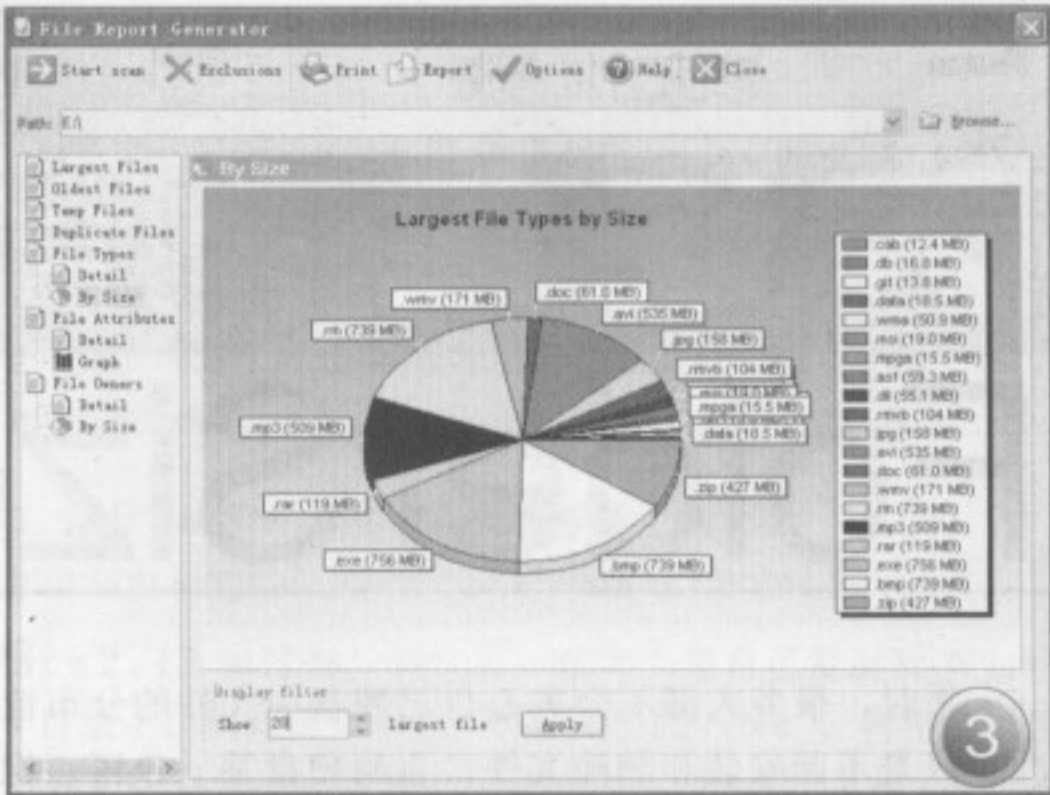 File Report Generator
Start scan Exclusions Print Export Options Help Close
Path: E:\ Browse...
Largest Files
Oldest Files
Temp Files
Duplicate Files
File Types
Detail
By Size
File Attributes
Detail
Graph
File Owners
Detail
By Size
By Size
Largest File Types by Size
.wmv (171 MB)
.doc (61.0 MB)
.avi (535 MB)
.rm (739 MB)
.jpg (158 MB)
.rmvb (104 MB)
.mpga (15.5 MB)
.mp3 (509 MB)
.data (18.5 MB)
.rar (119 MB)
.zip (427 MB)
.exe (756 MB)
.bmp (739 MB)
.cab (12.4 MB)
.db (16.8 MB)
.gif (13.8 MB)
.data (18.5 MB)
.wma (50.9 MB)
.msi (19.0 MB)
.mpga (15.5 MB)
.asf (59.3 MB)
.dll (55.1 MB)
.rmvb (104 MB)
.jpg (158 MB)
.avi (535 MB)
.doc (61.0 MB)
.wmv (171 MB)
.rm (739 MB)
.mp3 (509 MB)
.rar (119 MB)
.exe (756 MB)
.bmp (739 MB)
.zip (427 MB)
Display filter
Show 20 largest file Apply
3